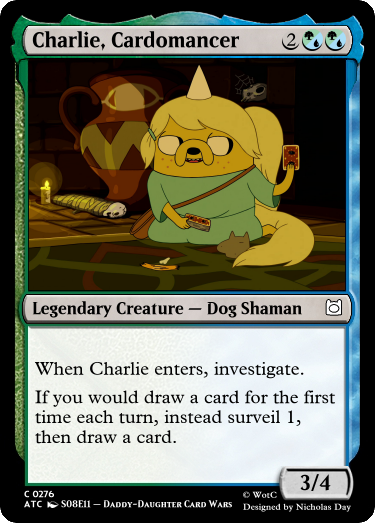 Charlie, Cardomancer 2
Legendary Creature — Dog Shaman
When Charlie enters, investigate.
If you would draw a card for the first
time each turn, instead surveil 1,
then draw a card.
3/4
C 0276
ATC S08E11 – Daddy-Daughter Card Wars
© WotC
Designed by Nicholas Day